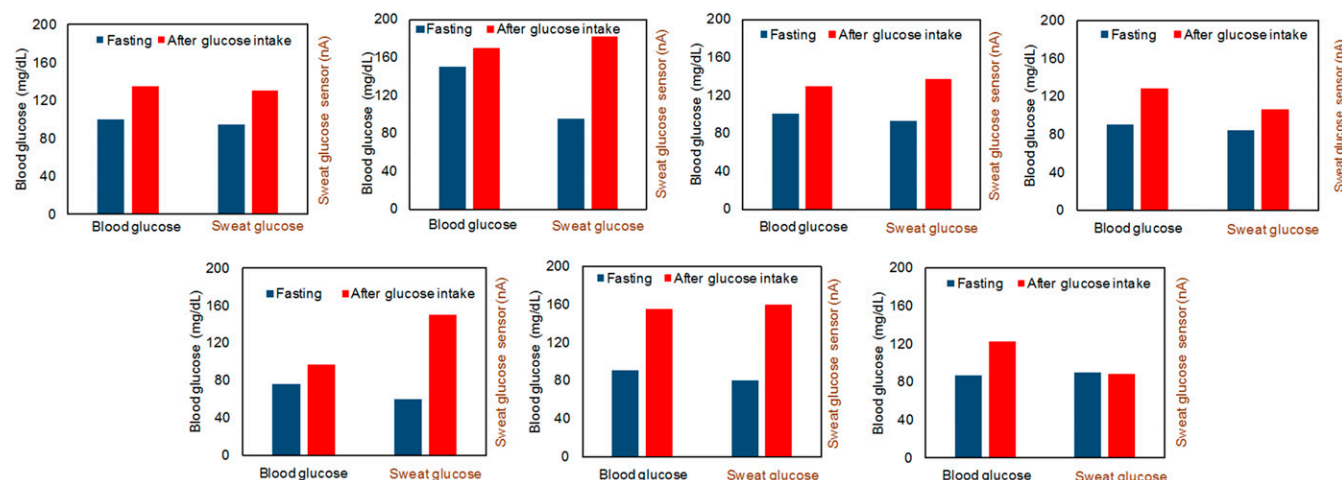 Blood glucose (mg/dL)
200
160
120
80
40
0
Fasting After glucose intake
Blood glucose Sweat glucose
Sweat glucose sensor (nA)
Blood glucose (mg/dL)
200
160
120
80
40
0
Fasting After glucose intake
Blood glucose Sweat glucose
Sweat glucose sensor (nA)
Blood glucose (mg/dL)
200
160
120
80
40
0
Fasting After glucose intake
Blood glucose Sweat glucose
Sweat glucose sensor (nA)
Blood glucose (mg/dL)
200
160
120
80
40
0
Fasting After glucose intake
Blood glucose Sweat glucose
Sweat glucose sensor (nA)
Blood glucose (mg/dL)
200
160
120
80
40
0
Fasting After glucose intake
Blood glucose Sweat glucose
Sweat glucose sensor (nA)
Blood glucose (mg/dL)
200
160
120
80
40
0
Fasting After glucose intake
Blood glucose Sweat glucose
Sweat glucose sensor (nA)
Blood glucose (mg/dL)
200
160
120
80
40
0
Fasting After glucose intake
Blood glucose Sweat glucose
Sweat glucose sensor (nA)